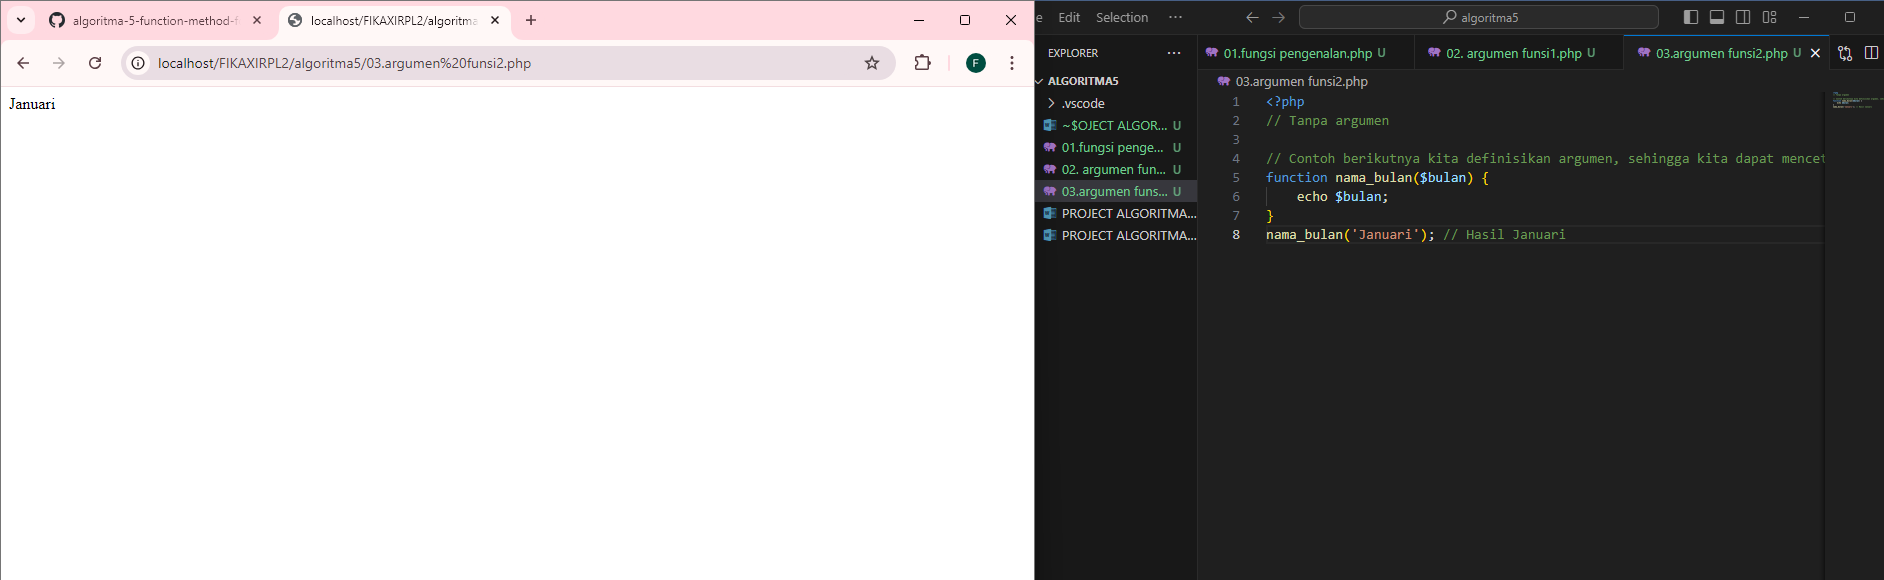 algoritma-5-function-method-f
localhost/FIKAXIRPL2/algoritma
localhost/FIKAXIRPL2/algoritma5/03.argumen%20funsi2.php
F
Januari
e Edit Selection ···
algoritma5
EXPLORER ···
ALGORITMA5
.vscode
~$OJECT ALGOR... U
01.fungsi penge... U
02. argumen fun... U
03.argumen funs... U
PROJECT ALGORITMA...
PROJECT ALGORITMA...
01.fungsi pengenalan.php U
02. argumen funsi1.php U
03.argumen funsi2.php U
03.argumen funsi2.php
1 <?php
2 // Tanpa argumen
3
4 // Contoh berikutnya kita definisikan argumen, sehingga kita dapat mencet
5 function nama_bulan($bulan) {
6 echo $bulan;
7 }
8 nama_bulan('Januari'); // Hasil Januari